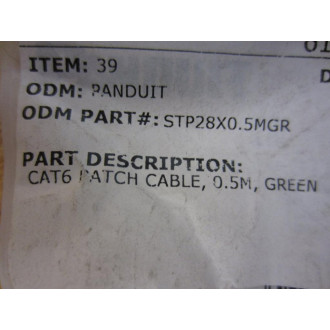 ITEM: 39
ODM: PANDUIT
ODM PART#: STP28X0.5MGR
PART DESCRIPTION:
CAT6 PATCH CABLE, 0.5M, GREEN